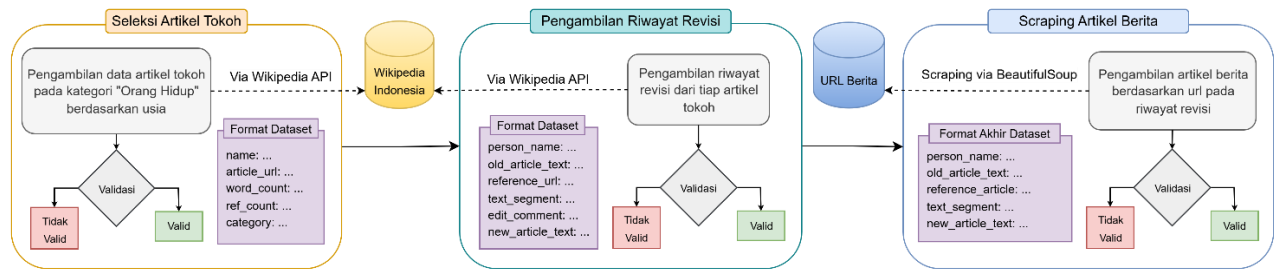 Seleksi Artikel Tokoh
Pengambilan data artikel tokoh
pada kategori "Orang Hidup"
berdasarkan usia
Via Wikipedia API
Wikipedia
Indonesia
Format Dataset
name: ...
article_url: ...
word_count: ...
ref_count: ...
category: ...
Validasi
Tidak
Valid
Valid
Pengambilan Riwayat Revisi
Via Wikipedia API
Pengambilan riwayat
revisi dari tiap artikel
tokoh
Format Dataset
person_name: ...
old_article_text: ...
reference_url: ...
text_segment: ...
edit_comment: ...
new_article_text: ...
Validasi
Tidak
Valid
Valid
URL Berita
Scraping Artikel Berita
Scraping via BeautifulSoup
Pengambilan artikel berita
berdasarkan url pada
riwayat revisi
Format Akhir Dataset
person_name: ...
old_article_text: ...
reference_article: ...
text_segment: ...
new_article_text: ...
Validasi
Tidak
Valid
Valid